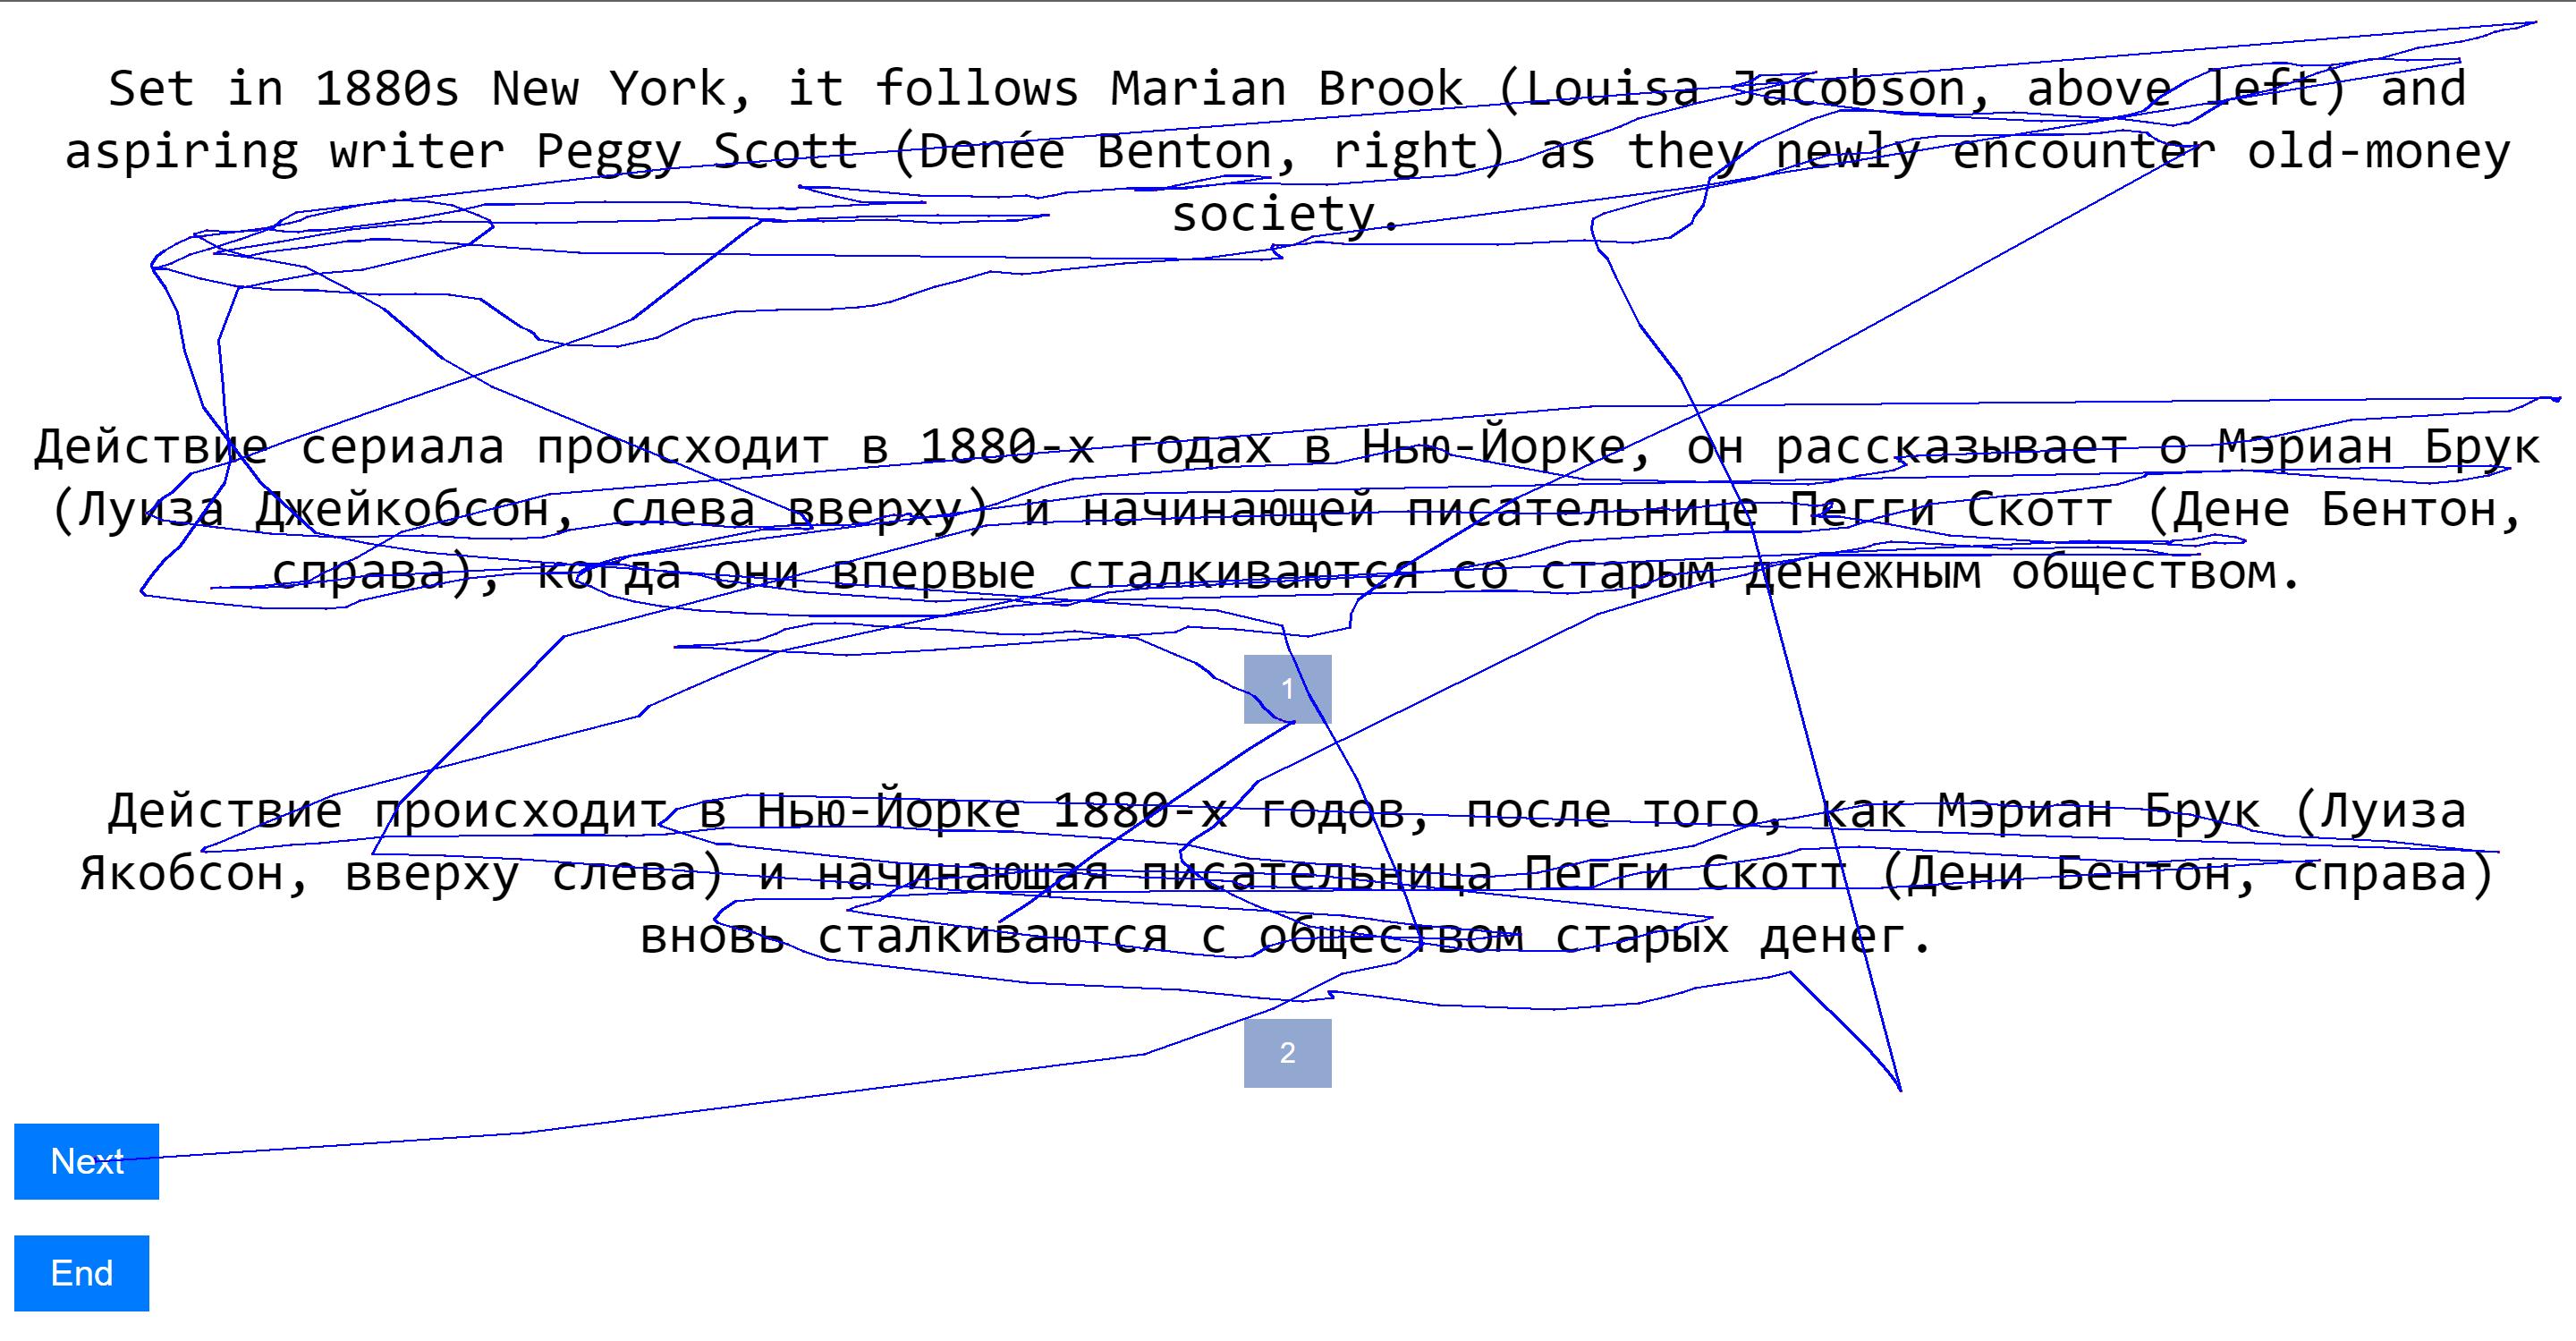 Set in 1880s New York, it follows Marian Brook (Louisa Jacobson, above left) and
aspiring writer Peggy Scott (Denée Benton, right) as they newly encounter old-money
society.
Действие сериала происходит в 1880-х годах в Нью-Йорке, он рассказывает о Мэриан Брук
(Луиза Джейкобсон, слева вверху) и начинающей писательнице Пегги Скотт (Дене Бентон,
справа), когда они впервые сталкиваются со старым денежным обществом.
1
Действие происходит в Нью-Йорке 1880-х годов, после того, как Мэриан Брук (Луиза
Якобсон, вверху слева) и начинающая писательница Пегги Скотт (Дени Бентон, справа)
вновь сталкиваются с обществом старых денег.
2
Next
End